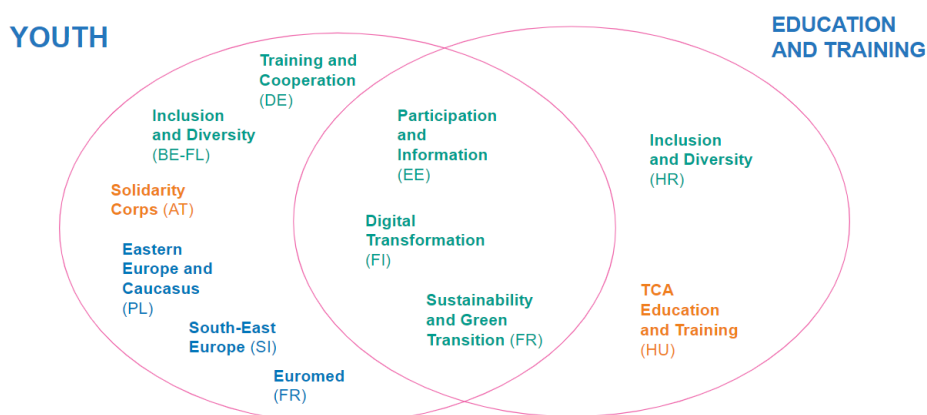 YOUTH
EDUCATION
AND TRAINING
Training and
Cooperation
(DE)
Inclusion
and Diversity
(BE-FL)
Solidarity
Corps (AT)
Eastern
Europe and
Caucasus
(PL)
South-East
Europe (SI)
Euromed
(FR)
Participation
and
Information
(EE)
Digital
Transformation
(FI)
Sustainability
and Green
Transition (FR)
Inclusion
and Diversity
(HR)
TCA
Education
and Training
(HU)